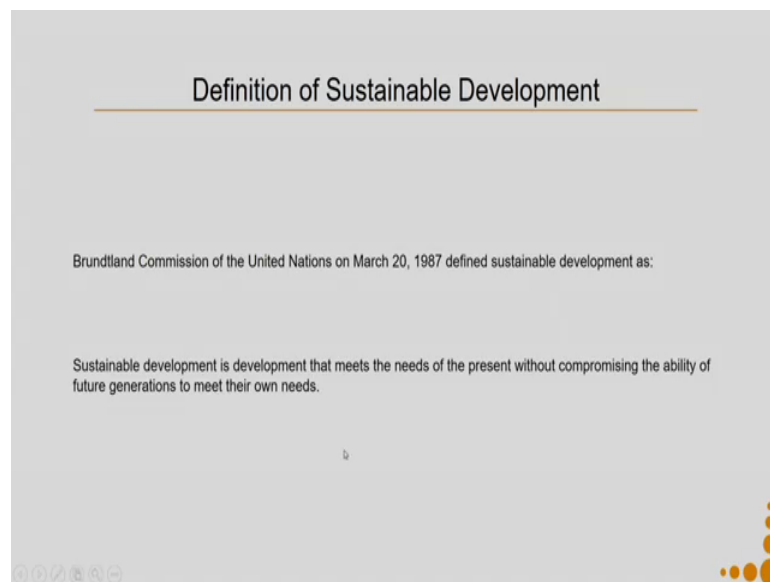 Definition of Sustainable Development
Brundtland Commission of the United Nations on March 20, 1987 defined sustainable development as:
Sustainable development is development that meets the needs of the present without compromising the ability of
future generations to meet their own needs.